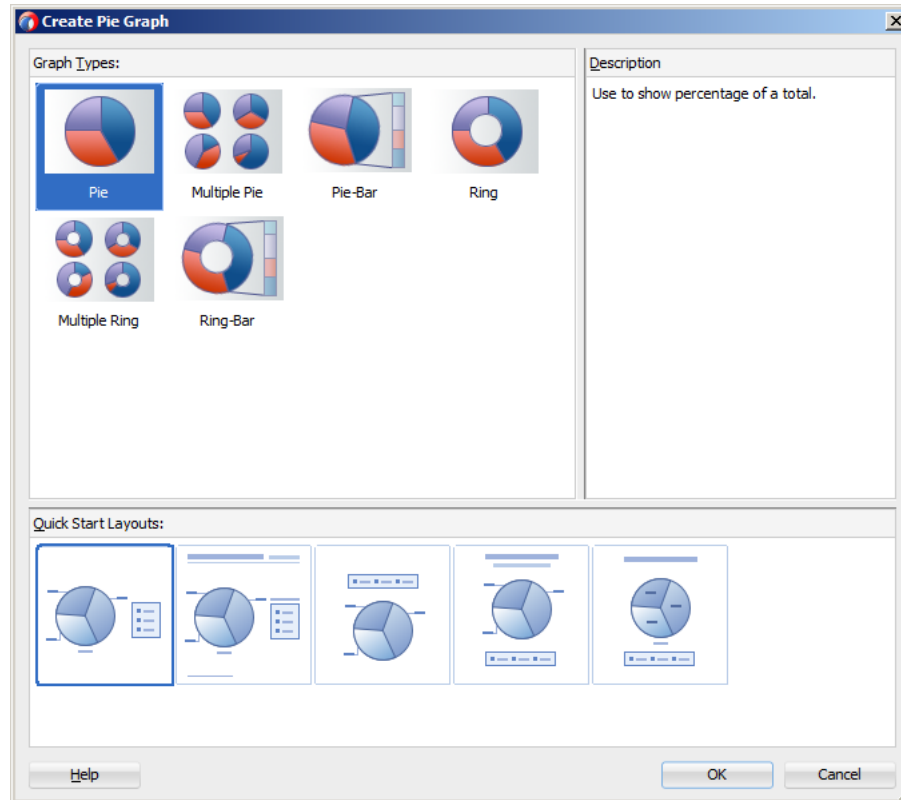 Create Pie Graph
Graph Types:
Description
Use to show percentage of a total.
Pie
Multiple Pie
Pie-Bar
Ring
Multiple Ring
Ring-Bar
Quick Start Layouts:
Help
OK
Cancel